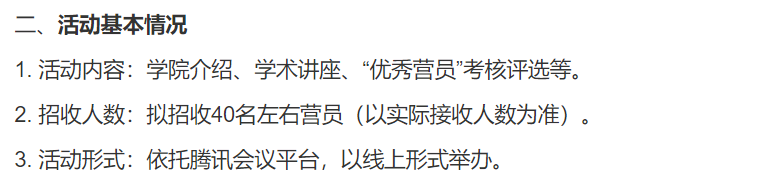 二、活动基本情况
1. 活动内容：学院介绍、学术讲座、“优秀营员”考核评选等。
2. 招收人数：拟招收40名左右营员（以实际接收人数为准）。
3. 活动形式：依托腾讯会议平台，以线上形式举办。